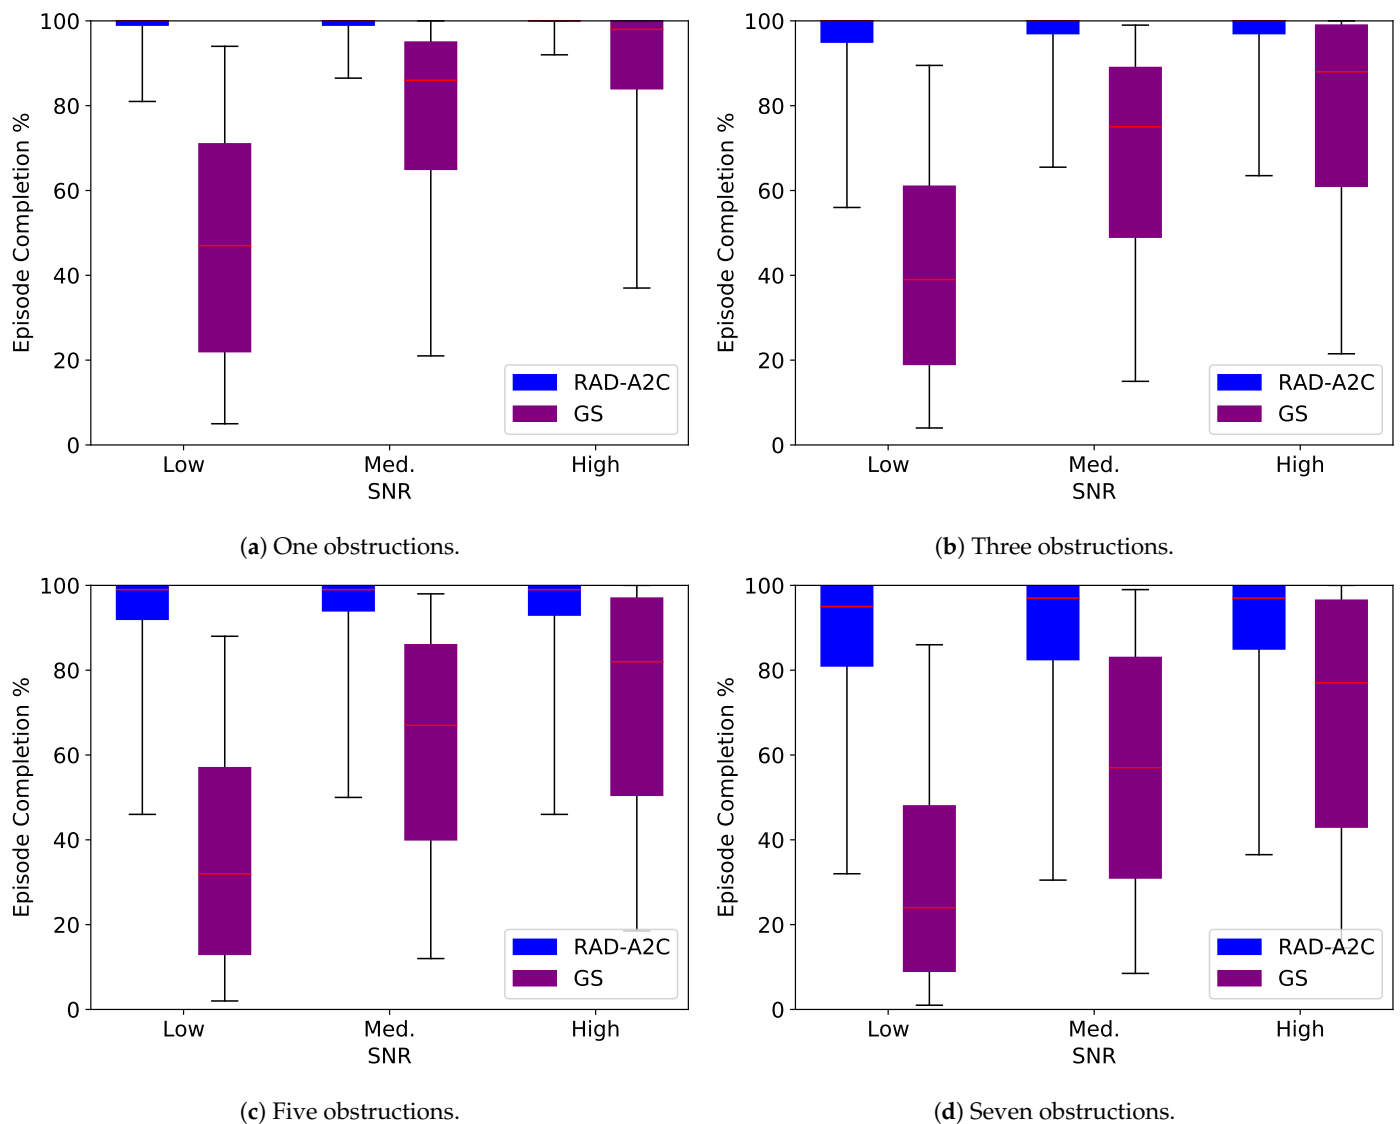 100
80
60
40
20
0
Episode Completion %
Low
Med.
High
SNR
RAD-A2C
GS
(a) One obstructions.
100
80
60
40
20
0
Episode Completion %
Low
Med.
High
SNR
RAD-A2C
GS
(b) Three obstructions.
100
80
60
40
20
0
Episode Completion %
Low
Med.
High
SNR
RAD-A2C
GS
(c) Five obstructions.
100
80
60
40
20
0
Episode Completion %
Low
Med.
High
SNR
RAD-A2C
GS
(d) Seven obstructions.